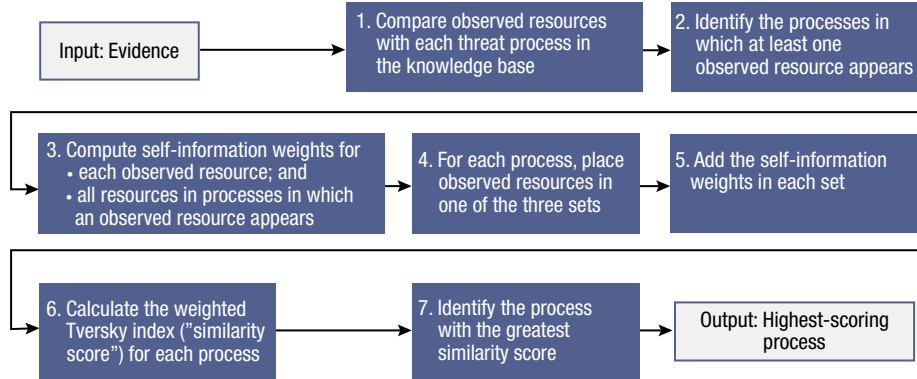 Input: Evidence
1. Compare observed resources
with each threat process in
the knowledge base
2. Identify the processes in
which at least one
observed resource appears
3. Compute self-information weights for
• each observed resource; and
• all resources in processes in which
an observed resource appears
4. For each process, place
observed resources in
one of the three sets
5. Add the self-information
weights in each set
6. Calculate the weighted
Tversky index (”similarity
score”) for each process
7. Identify the process
with the greatest
similarity score
Output: Highest-scoring
process